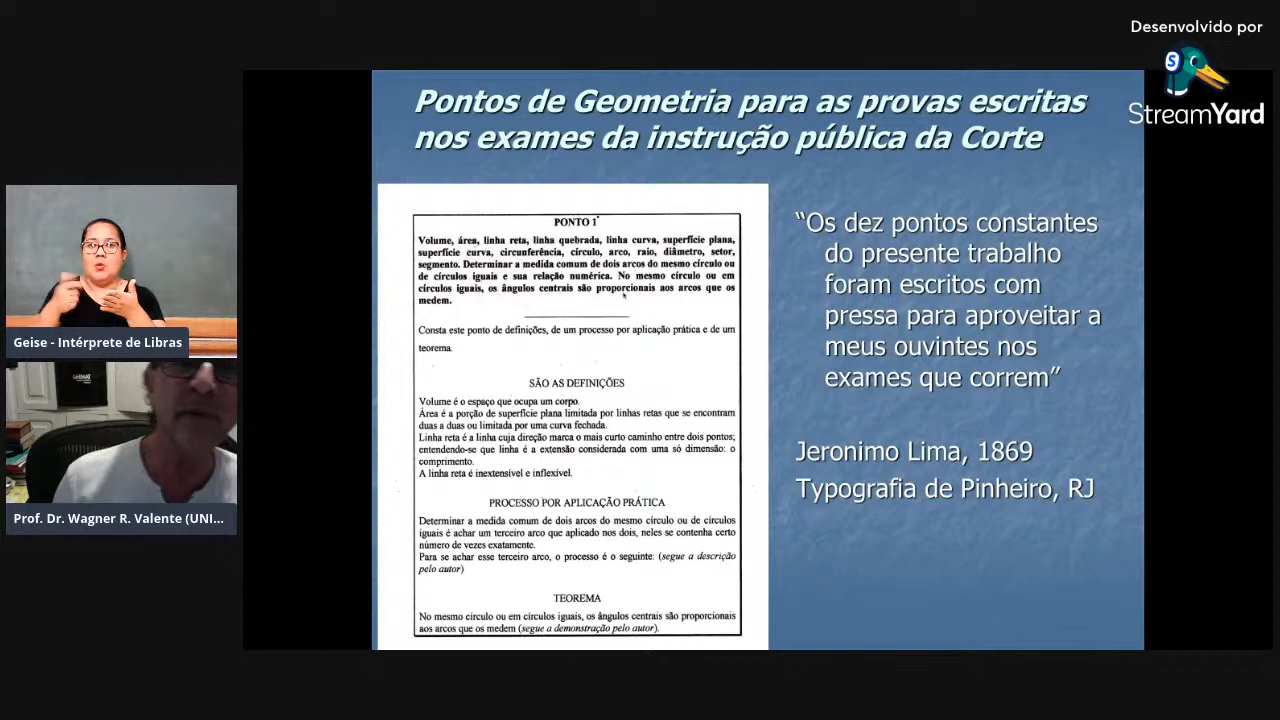 Desenvolvido por
StreamYard
Pontos de Geometria para as provas escritas
nos exames da instrução pública da Corte
PONTO 1
Volume, área, linha reta, linha quebrada, linha curva, superfície plana,
superfície curva, circunferência, círculo, arco, raio, diâmetro, setor,
segmento. Determinar a medida comum de dois arcos do mesmo círculo ou
de círculos iguais e sua relação numérica. No mesmo círculo ou em
círculos iguais, os ângulos centrais são proporcionais aos arcos que os
medem.
Consta este ponto de definições, de um processo por aplicação prática e de um
teorema.
SÃO AS DEFINIÇÕES
Volume é o espaço que ocupa um corpo.
Área é a porção de superfície plana limitada por linhas retas que se encontram
duas a duas ou limitada por uma curva fechada.
Linha reta é a linha cuja direção marca o mais curto caminho entre dois pontos;
entendendo-se que linha é a extensão considerada com uma só dimensão: o
comprimento.
A linha reta é inextensível e inflexível.
PROCESSO POR APLICAÇÃO PRÁTICA
Determinar a medida comum de dois arcos do mesmo círculo ou de círculos
iguais é achar um terceiro arco que aplicado nos dois, neles se contenha certo
número de vezes exatamente.
Para se achar esse terceiro arco, o processo é o seguinte: (segue a descrição
pelo autor)
TEOREMA
No mesmo círculo ou em círculos iguais, os ângulos centrais são proporcionais
aos arcos que os medem (segue a demonstração pelo autor).
“Os dez pontos constantes
do presente trabalho
foram escritos com
pressa para aproveitar a
meus ouvintes nos
exames que correm”
Jeronimo Lima, 1869
Typografia de Pinheiro, RJ
Geise - Intérprete de Libras
Prof. Dr. Wagner R. Valente (UNI...